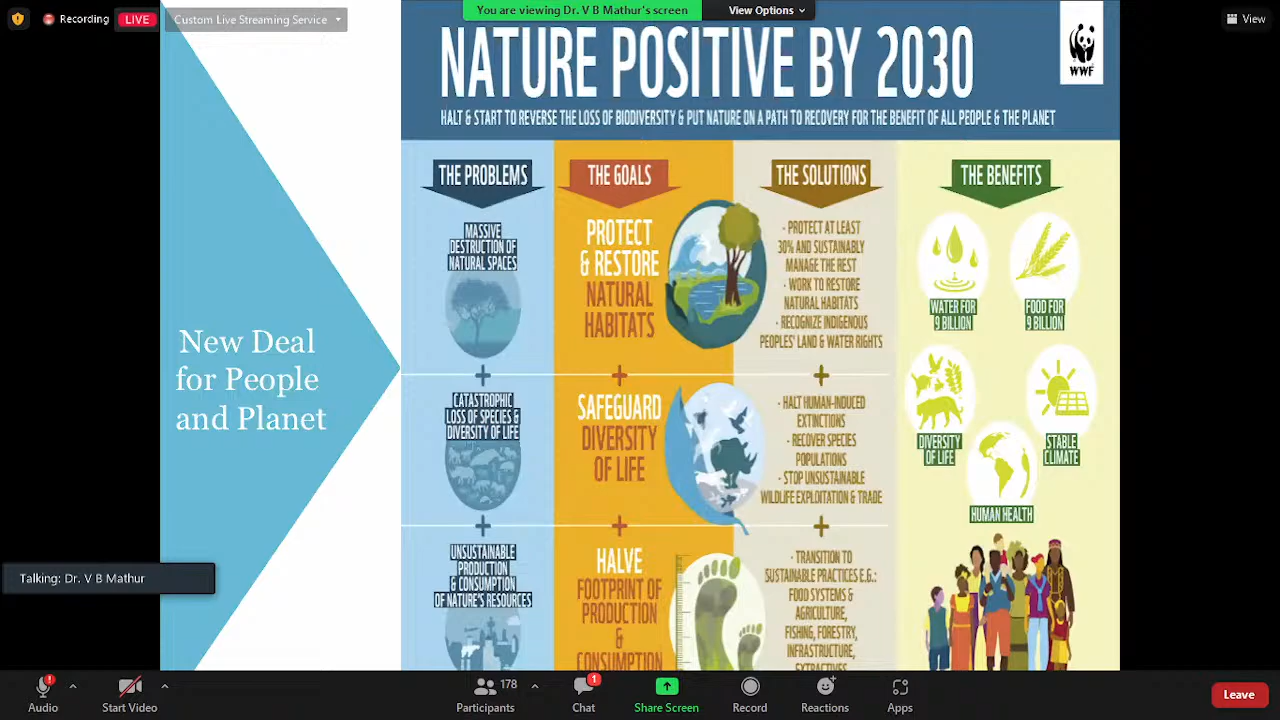 Recording
LIVE
Custom Live Streaming Service
You are viewing Dr. V B Mathur's screen
View Options
View
NATURE POSITIVE BY 2030
HALT & START TO REVERSE THE LOSS OF BIODIVERSITY & PUT NATURE ON A PATH TO RECOVERY FOR THE BENEFIT OF ALL PEOPLE & THE PLANET
WWF
New Deal
for People
and Planet
THE PROBLEMS
MASSIVE
DESTRUCTION OF
NATURAL SPACES
+
CATASTROPHIC
LOSS OF SPECIES &
DIVERSITY OF LIFE
+
UNSUSTAINABLE
PRODUCTION
& CONSUMPTION
OF NATURE'S RESOURCES
THE GOALS
PROTECT
& RESTORE
NATURAL
HABITATS
+
SAFEGUARD
DIVERSITY
OF LIFE
+
HALVE
FOOTPRINT OF
PRODUCTION
&
CONSUMPTION
THE SOLUTIONS
· PROTECT AT LEAST
30% AND SUSTAINABLY
MANAGE THE REST
· WORK TO RESTORE
NATURAL HABITATS
· RECOGNIZE INDIGENOUS
PEOPLES' LAND & WATER RIGHTS
+
· HALT HUMAN-INDUCED
EXTINCTIONS
· RECOVER SPECIES
POPULATIONS
· STOP UNSUSTAINABLE
WILDLIFE EXPLOITATION & TRADE
+
· TRANSITION TO
SUSTAINABLE PRACTICES E.G.:
FOOD SYSTEMS &
AGRICULTURE,
FISHING, FORESTRY,
INFRASTRUCTURE,
EXTRACTIVES
THE BENEFITS
WATER FOR
9 BILLION
FOOD FOR
9 BILLION
DIVERSITY
OF LIFE
STABLE
CLIMATE
HUMAN HEALTH
Talking: Dr. V B Mathur
Audio
Start Video
178
Participants
1
Chat
Share Screen
Record
Reactions
Apps
Leave